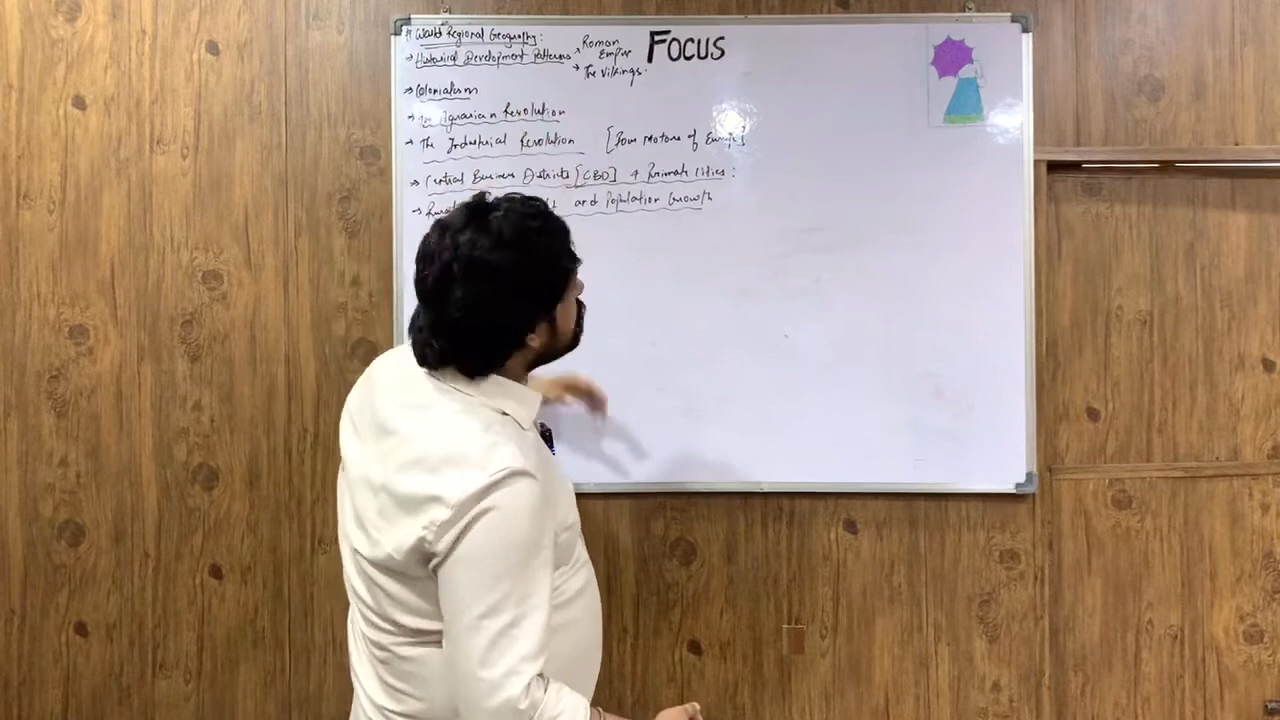 # World Regional Geography:
→ Historical Development Patterns → Roman Empire
→ The Vikings.
FOCUS
→ Colonialism
→ Agrarian Revolution
→ The Industrial Revolution [Four Motors of Europe]
→ Central Business Districts [CBD] + Primate Cities:
→ and Population Growth